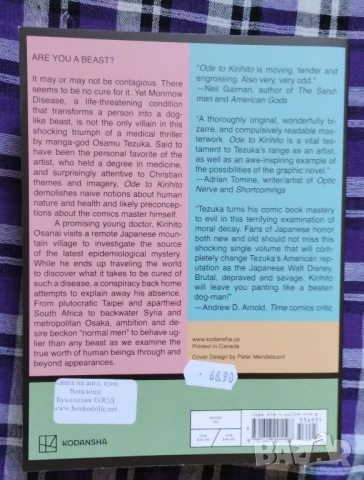 ARE YOU A BEAST?
It may or may not be contagious. There
seems to be no cure for it. Yet Monmow
Disease, a life-threatening condition
that transforms a person into a dog-
like beast, is not the only villain in this
shocking triumph of a medical thriller
by manga-god Osamu Tezuka. Said to
have been the personal favorite of the
artist, who held a degree in medicine,
and surprisingly attentive to Christian
themes and imagery, Ode to Kirihito
demolishes naive notions about human
nature and health and likely preconcep-
tions about the comics master himself.
A promising young doctor, Kirihito
Osanai visits a remote Japanese moun-
tain village to investigate the source
of the latest epidemiological mystery.
While he ends up traveling the world
to discover what it takes to be cured of
such a disease, a conspiracy back home
attempts to explain away his absence.
From plutocratic Taipei and apartheid
South Africa to backwater Syria and
metropolitan Osaka, ambition and de-
sire beckon "normal men" to behave ug-
lier than any beast as we examine the
true worth of human beings through and
beyond appearances.
"Ode to Kirihito is moving, tender and
engrossing. Also very, very odd."
—Neil Gaiman, author of The Sand-
man and American Gods
"A thoroughly original, wonderfully bi-
zarre, and compulsively readable mas-
terwork. Ode to Kirihito is a vital tes-
tament to Tezuka's range as an artist,
as well as an awe-inspiring example of
the possibilities of the graphic novel."
—Adrian Tomine, writer/artist of Optic
Nerve and Shortcomings
"Tezuka turns his comic book mastery
to evil in this terrifying examination of
moral decay. Fans of Japanese horror
both new and old should not miss this
shocking single volume that will com-
pletely change Tezuka's American rep-
utation as the Japanese Walt Disney.
Brutal, depraved and savage, Kirihito
will leave you panting like a beaten
dog-man!"
—Andrew D. Arnold, Time comics critic
www.kodansha.us
Printed in Canada
Cover Design by Peter Mendelsund
66.90
Книга на англ. език
Вносител:
Букохолик ЕООД
www.bookoholic.net
KODANSHA
bazar